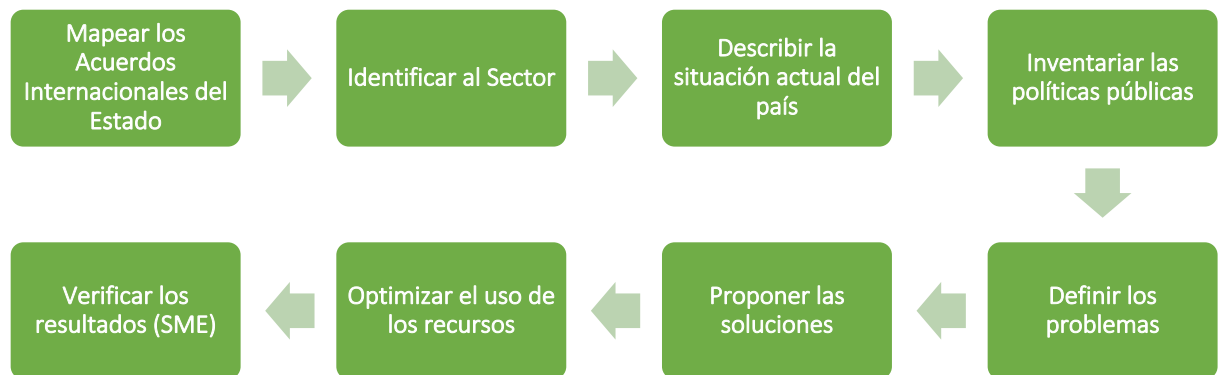 Mapear los
Acuerdos
Internacionales del
Estado
Identificar al Sector
Describir la
situación actual del
país
Inventariar las
políticas públicas
Definir los
problemas
Proponer las
soluciones
Optimizar el uso de
los recursos
Verificar los
resultados (SME)